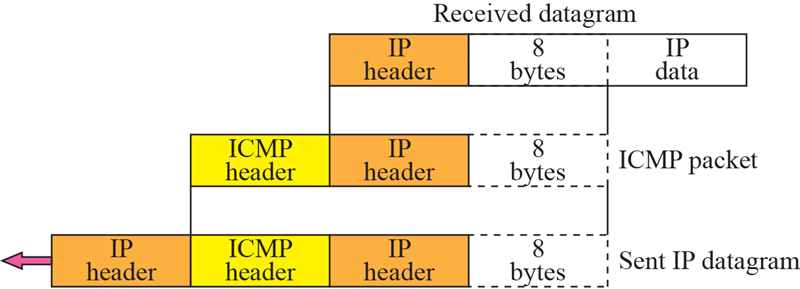 Received datagram
IP
header
8
bytes
IP
data
ICMP
header
IP
header
8
bytes
ICMP packet
IP
header
ICMP
header
IP
header
8
bytes
Sent IP datagram